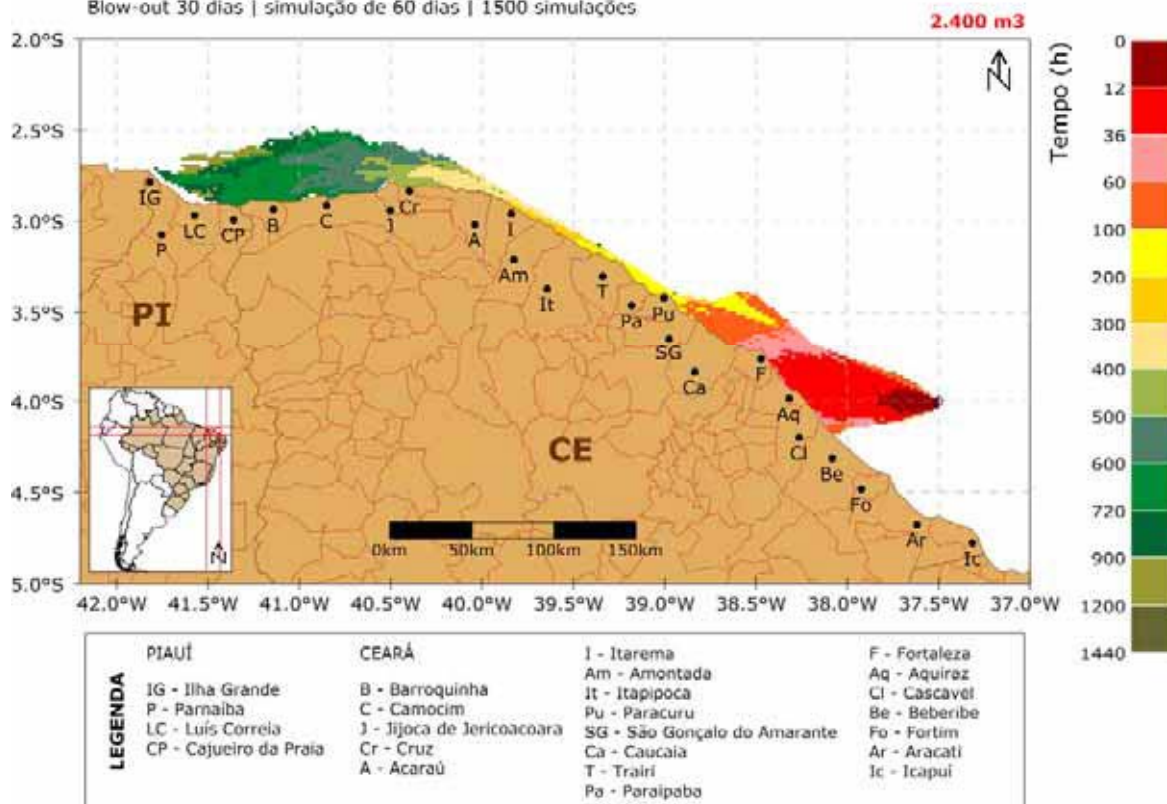 Blow-out 30 dias | simulação de 60 dias | 1500 simulações
2.400 m3
2.0°S
2.5°S
3.0°S
3.5°S
4.0°S
4.5°S
5.0°S
42.0°W 41.5°W 41.0°W 40.5°W 40.0°W 39.5°W 39.0°W 38.5°W 38.0°W 37.5°W 37.0°W
N
IG
P
LC
CP
B
C
J
Cr
A
I
Am
It
T
Pa
Pu
SG
Ca
F
Aq
Cl
Be
Fo
Ar
Ic
PI
CE
0km 50km 100km 150km
N
Tempo (h)
0
12
36
60
100
200
300
400
500
600
720
900
1200
1440
LEGENDA
PIAUÍ
IG - Ilha Grande
P - Parnaíba
LC - Luís Correia
CP - Cajueiro da Praia
CEARÁ
B - Barroquinha
C - Camocim
J - Jijoca de Jericoacoara
Cr - Cruz
A - Acaraú
I - Itarema
Am - Amontada
It - Itapipoca
Pu - Paracuru
SG - São Gonçalo do Amarante
Ca - Caucaia
T - Trairi
Pa - Paraipaba
F - Fortaleza
Aq - Aquiraz
Cl - Cascavel
Be - Beberibe
Fo - Fortim
Ar - Aracati
Ic - Icapuí